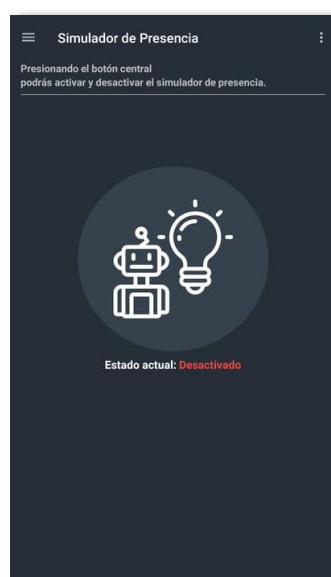 Simulador de Presencia
Presionando el botón central
podrás activar y desactivar el simulador de presencia.
Estado actual: Desactivado